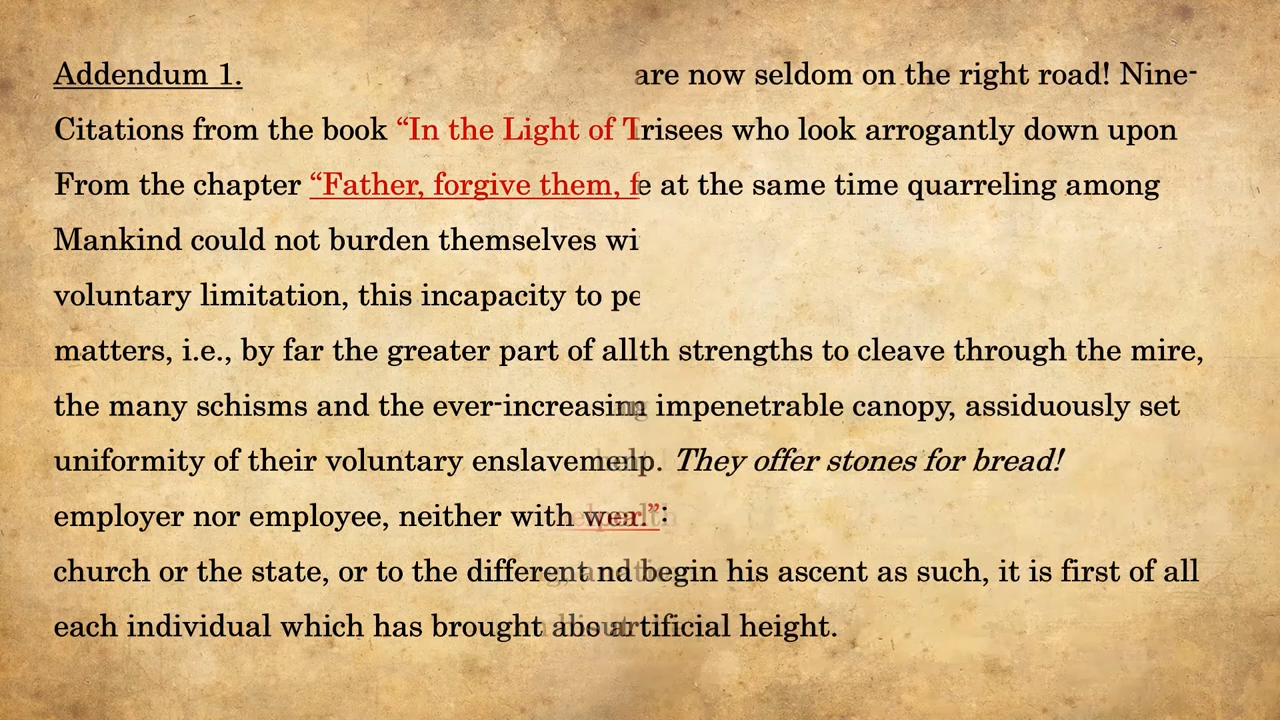 Addendum 1. are now seldom on the right road! Nine-
Citations from the book “In the Light of Trisees who look arrogantly down upon
From the chapter “Father, forgive them, fe at the same time quarreling among
Mankind could not burden themselves wi
voluntary limitation, this incapacity to pe
matters, i.e., by far the greater part of allth strengths to cleave through the mire,
the many schisms and the ever-increasing impenetrable canopy, assiduously set
uniformity of their voluntary They offer stones for bread!
employer nor employee, neither with
church or the state, or to the begin his ascent as such, it is first of all
each individual which has brought height.